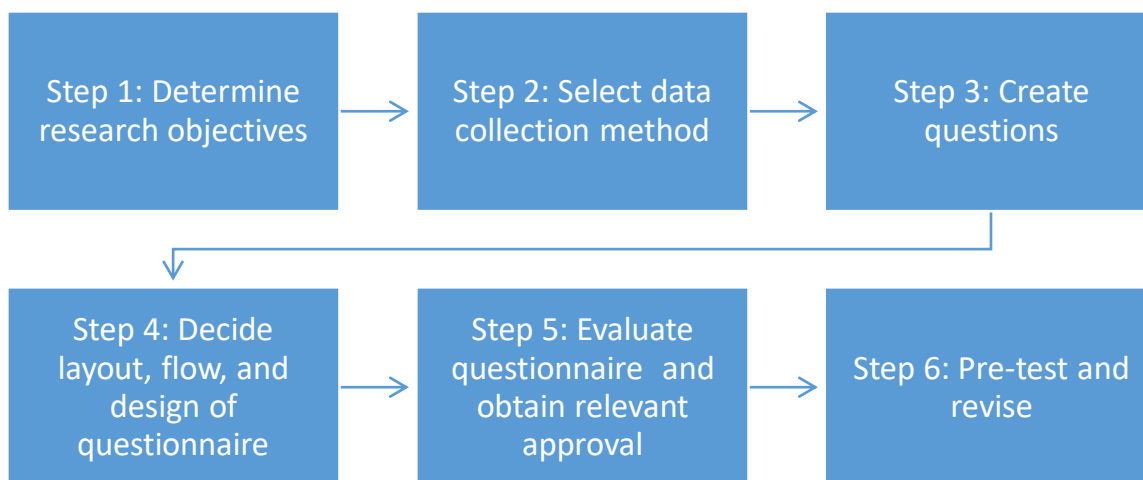 Step 1: Determine
research objectives
Step 2: Select data
collection method
Step 3: Create
questions
Step 4: Decide
layout, flow, and
design of
questionnaire
Step 5: Evaluate
questionnaire and
obtain relevant
approval
Step 6: Pre-test and
revise